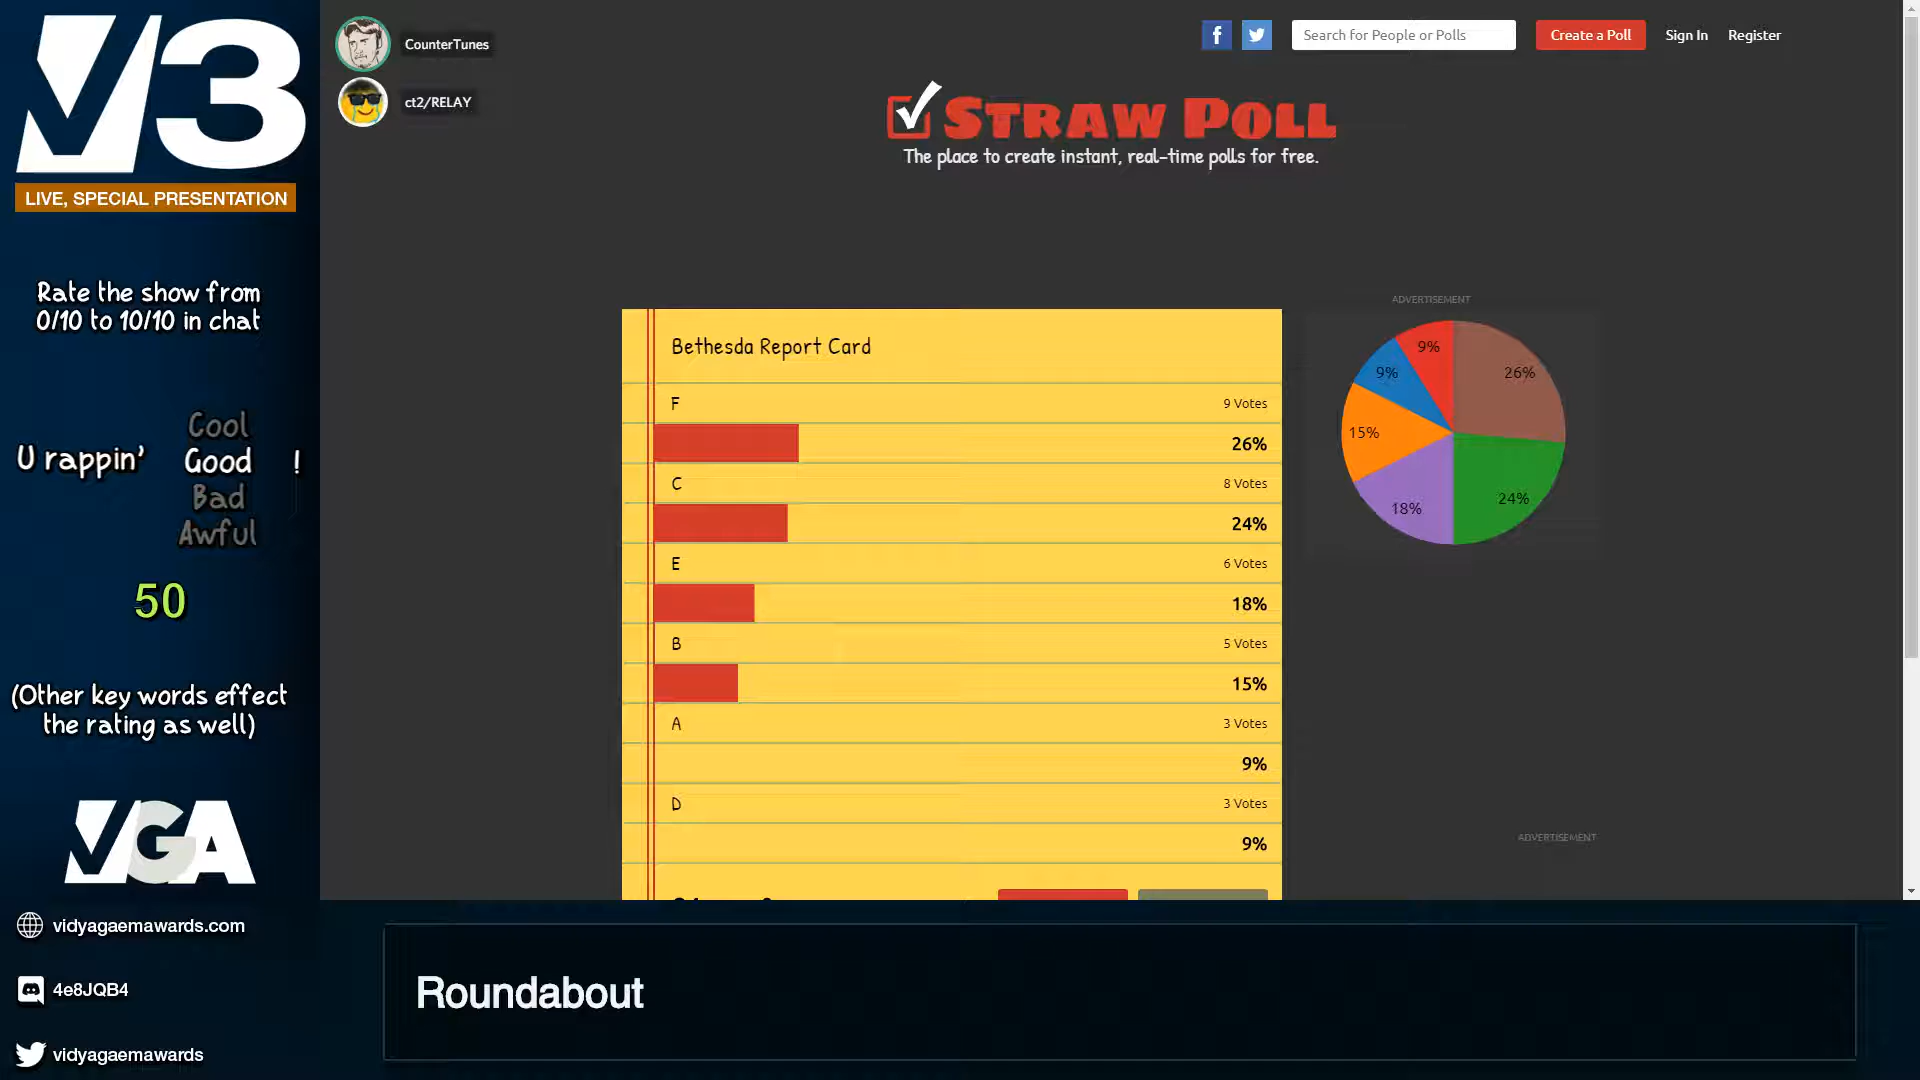 V3
LIVE, SPECIAL PRESENTATION
Rate the show from
0/10 to 10/10 in chat
Cool
U rappin' Good !
Bad
Awful
50
(Other key words effect
the rating as well)
VGA
vidyagaemawards.com
4e8JQB4
vidyagaemawards
CounterTunes
ct2/RELAY
Search for People or Polls
Create a Poll
Sign In
Register
STRAW POLL
The place to create instant, real-time polls for free.
ADVERTISEMENT
Bethesda Report Card
F 9 Votes
26%
C 8 Votes
24%
E 6 Votes
18%
B 5 Votes
15%
A 3 Votes
9%
D 3 Votes
9%
9%
26%
9%
15%
24%
18%
ADVERTISEMENT
Roundabout